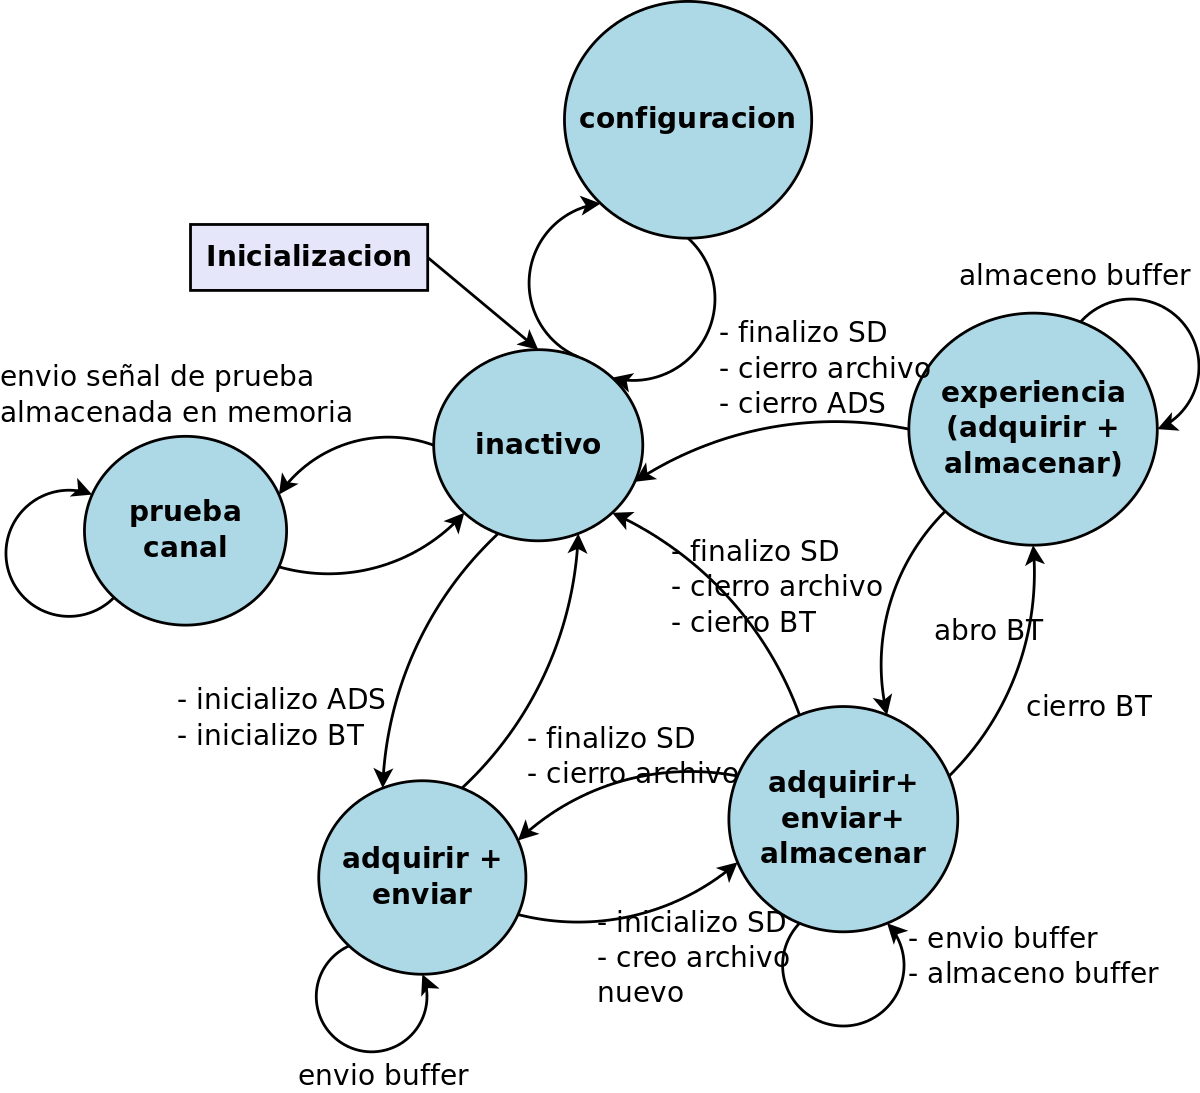 configuracion
Inicializacion
almaceno buffer
- finalizo SD
- cierro archivo
- cierro ADS
experiencia
(adquirir +
almacenar)
envio señal de prueba
almacenada en memoria
inactivo
prueba
canal
- finalizo SD
- cierro archivo
- cierro BT
abro BT
cierro BT
- inicializo ADS
- inicializo BT
- finalizo SD
- cierro archivo
adquirir+
enviar+
almacenar
adquirir +
enviar
- inicializo SD
- creo archivo
nuevo
- envio buffer
- almaceno buffer
envio buffer